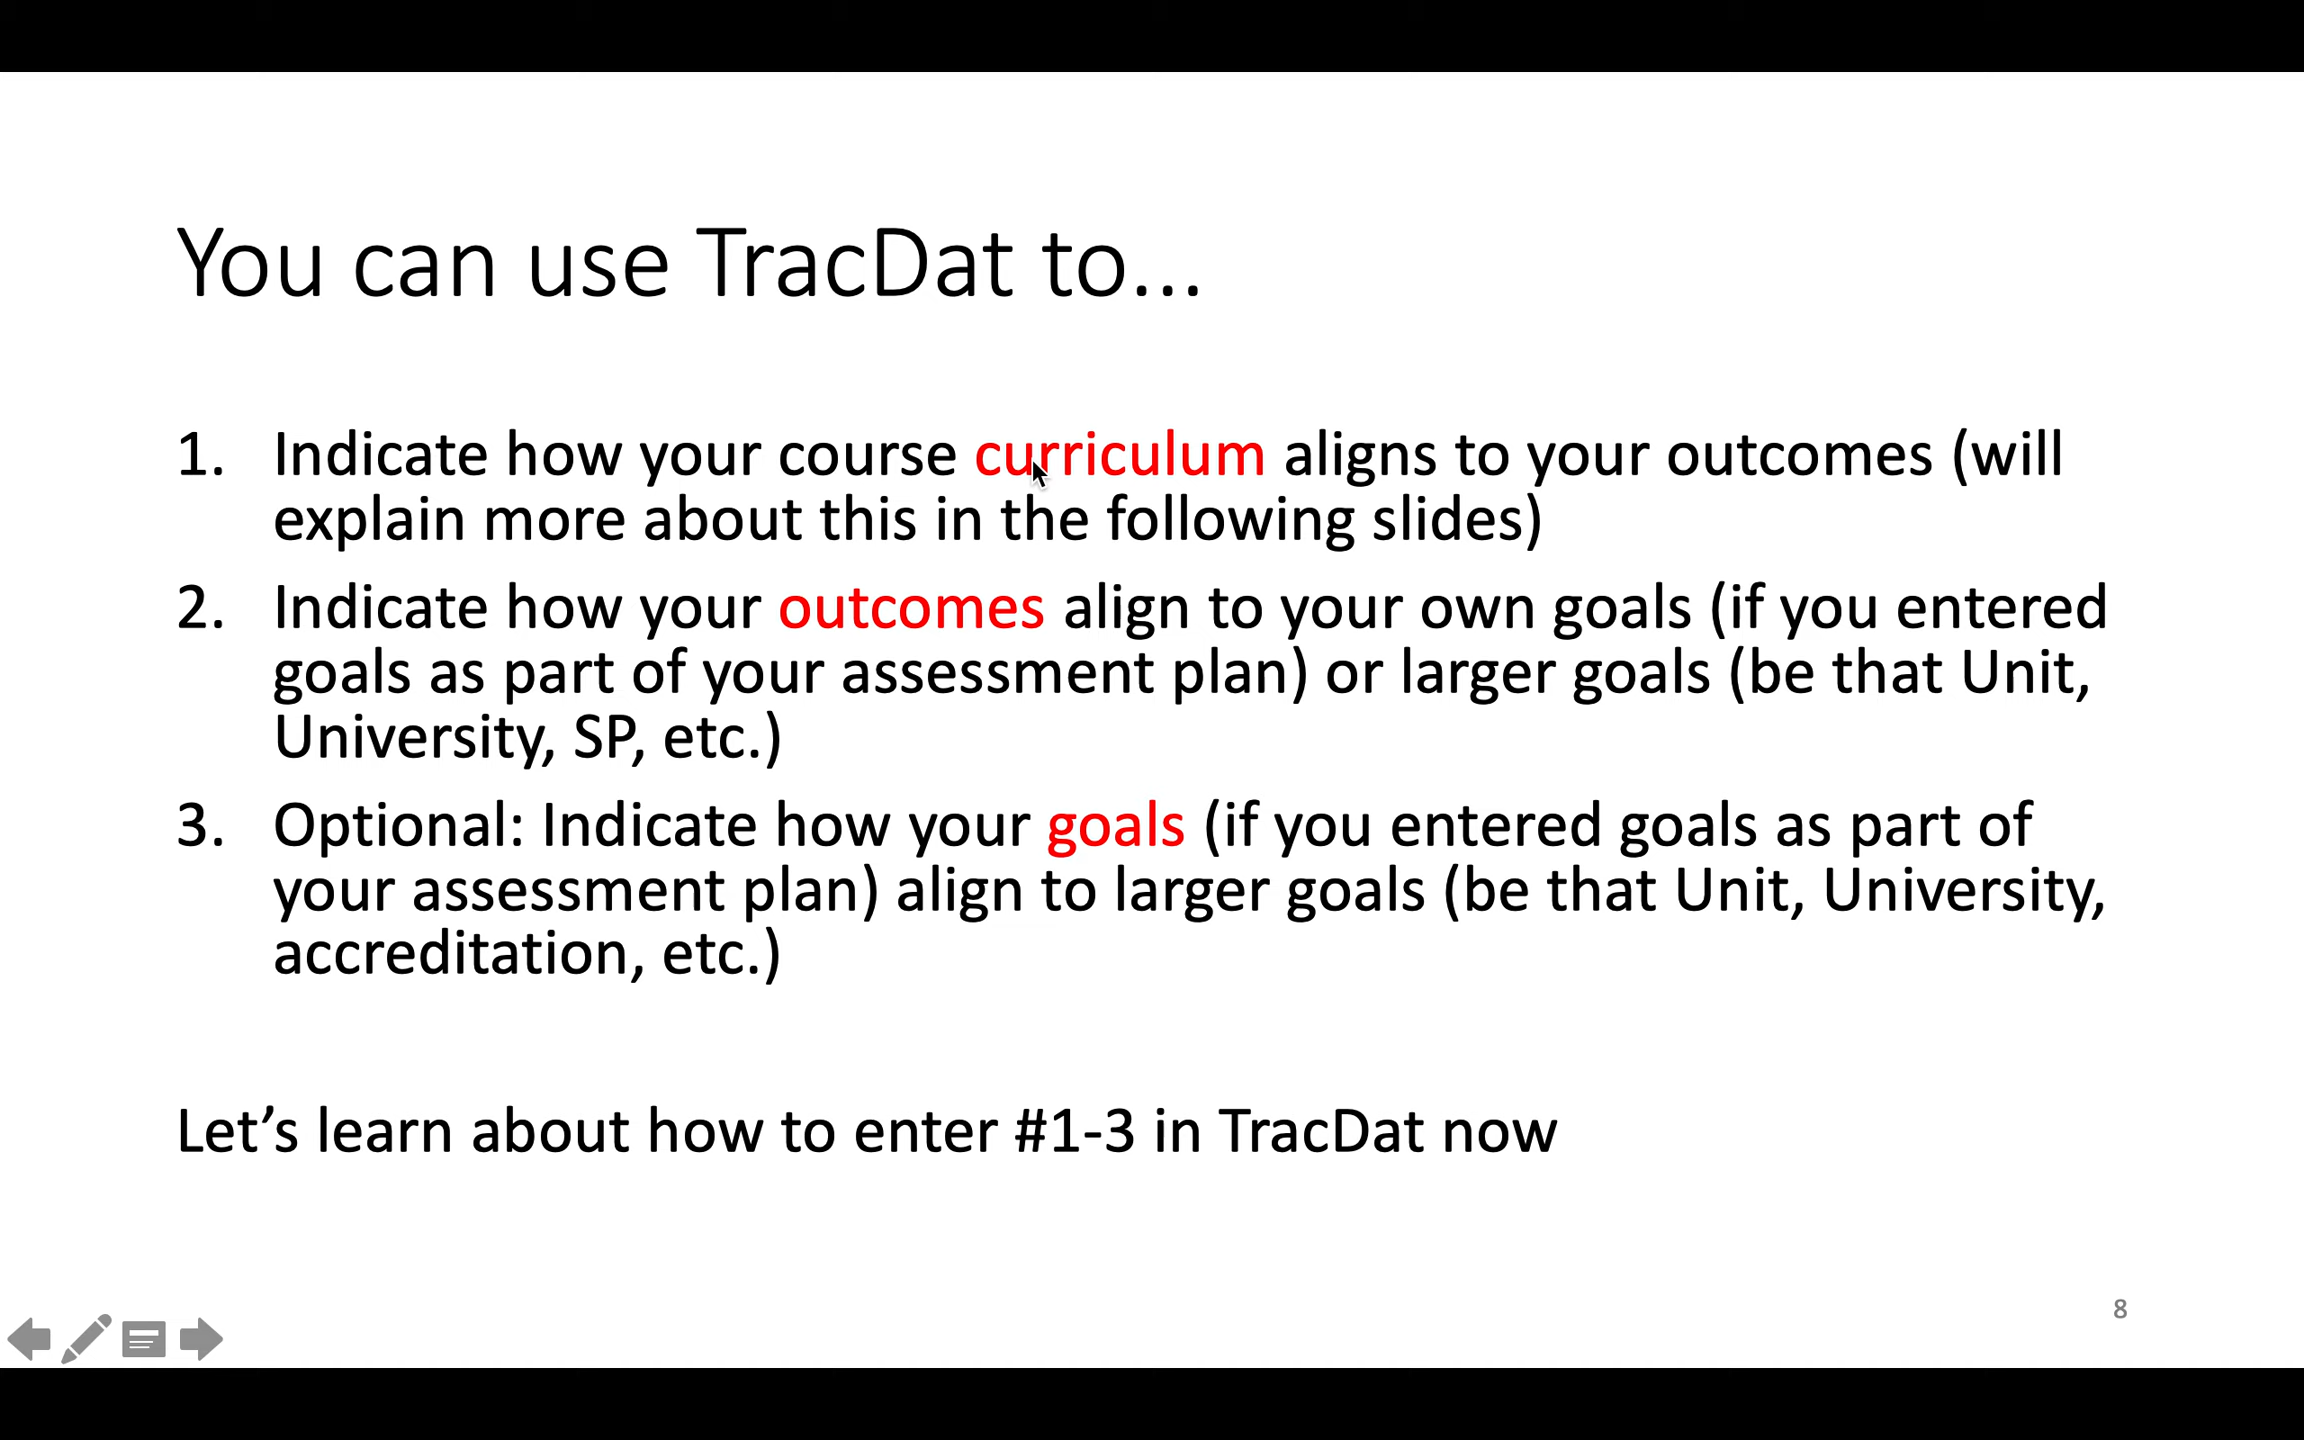 You can use TracDat to...
1. Indicate how your course curriculum aligns to your outcomes (will
explain more about this in the following slides)
2. Indicate how your outcomes align to your own goals (if you entered
goals as part of your assessment plan) or larger goals (be that Unit,
University, SP, etc.)
3. Optional: Indicate how your goals (if you entered goals as part of
your assessment plan) align to larger goals (be that Unit, University,
accreditation, etc.)
Let’s learn about how to enter #1-3 in TracDat now
8